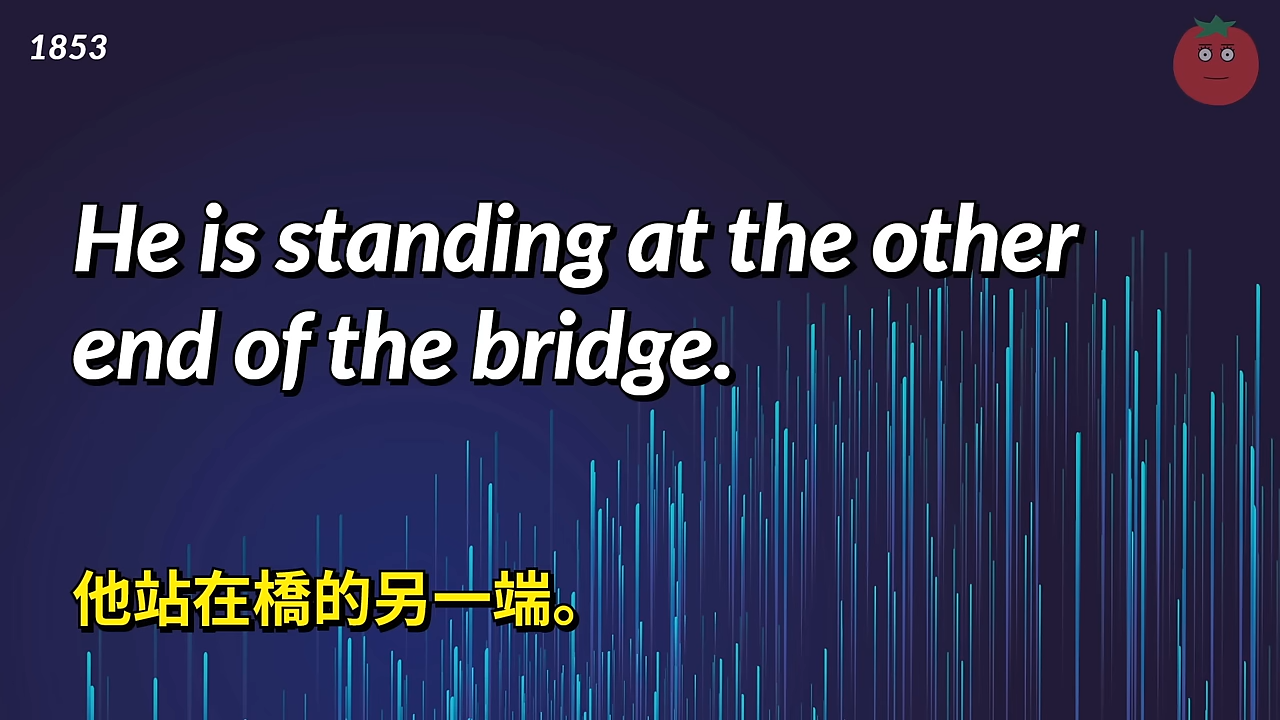 1853
He is standing at the other
end of the bridge.
他站在橋的另一端。